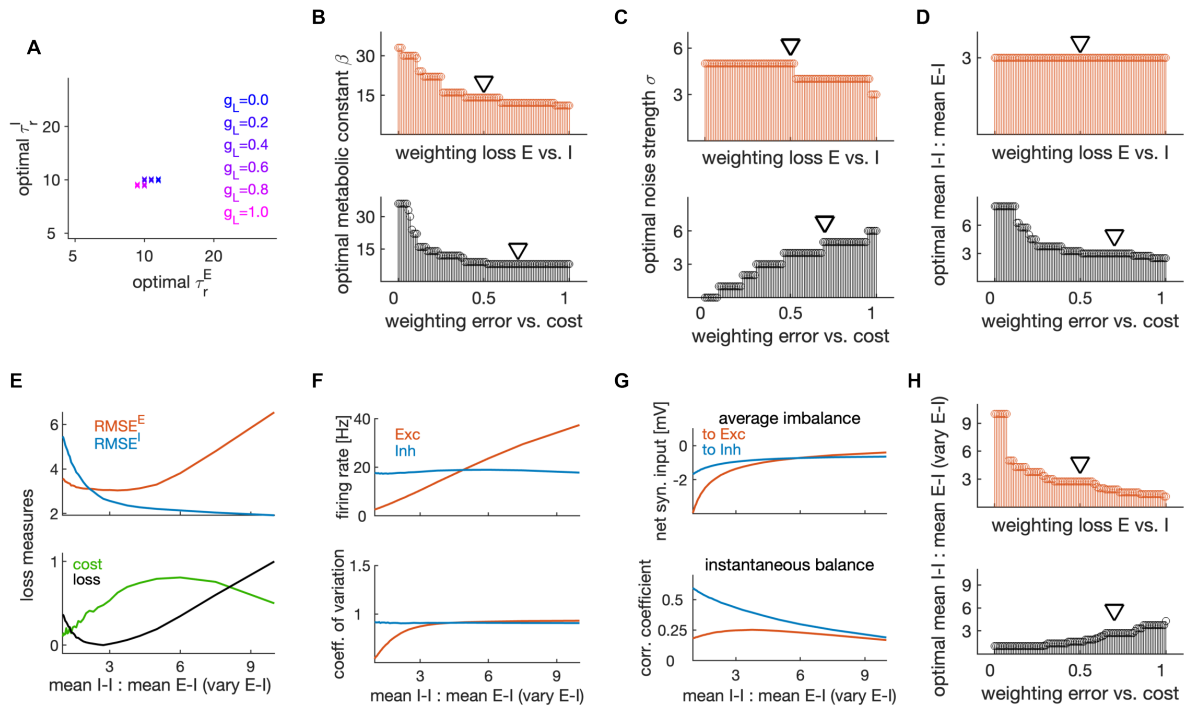 A
optimal τ_r^I
20
10
5
5
10
20
optimal τ_r^E
g_L=0.0
g_L=0.2
g_L=0.4
g_L=0.6
g_L=0.8
g_L=1.0
B
optimal metabolic constant β
30
15
weighting loss E vs. I
30
15
0
0.5
1
weighting error vs. cost
C
optimal noise strength σ
6
3
weighting loss E vs. I
6
3
0
0.5
1
weighting error vs. cost
D
optimal mean I-I : mean E-I
3
weighting loss E vs. I
6
3
0
0.5
1
weighting error vs. cost
E
loss measures
6
4
2
RMSE^E
RMSE^I
1
0
cost
loss
3
6
9
mean I-I : mean E-I (vary E-I)
F
firing rate [Hz]
40
20
0
Exc
Inh
coeff. of variation
1.5
1
3
6
9
mean I-I : mean E-I (vary E-I)
G
net syn. input [mV]
average imbalance
0
-2
to Exc
to Inh
instantaneous balance
corr. coefficient
0.5
0.25
0
3
6
9
mean I-I : mean E-I (vary E-I)
H
optimal mean I-I : mean E-I (vary E-I)
9
6
3
weighting loss E vs. I
9
6
3
0
0.5
1
weighting error vs. cost